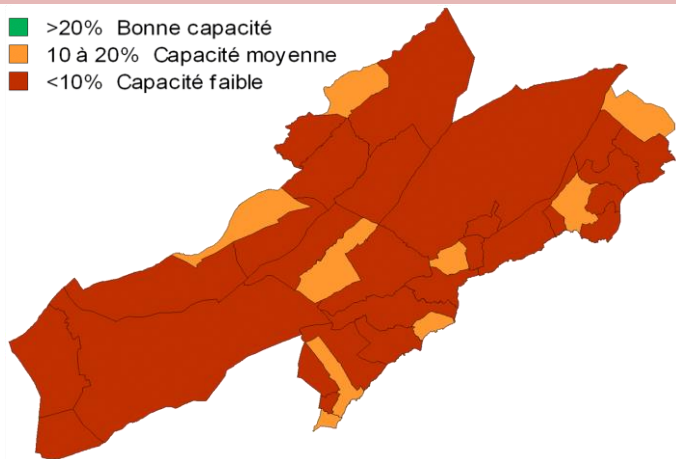 >20% Bonne capacité
10 à 20% Capacité moyenne
<10% Capacité faible